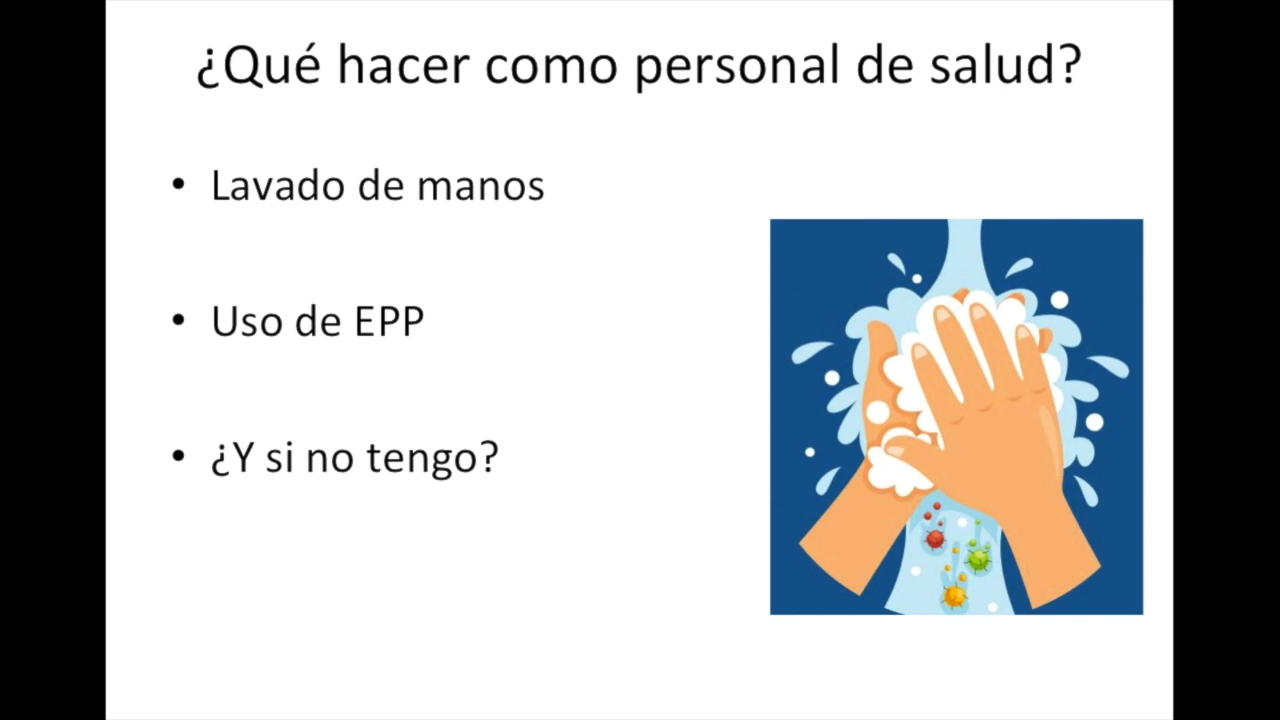 ¿Qué hacer como personal de salud?
• Lavado de manos
• Uso de EPP
• ¿Y si no tengo?